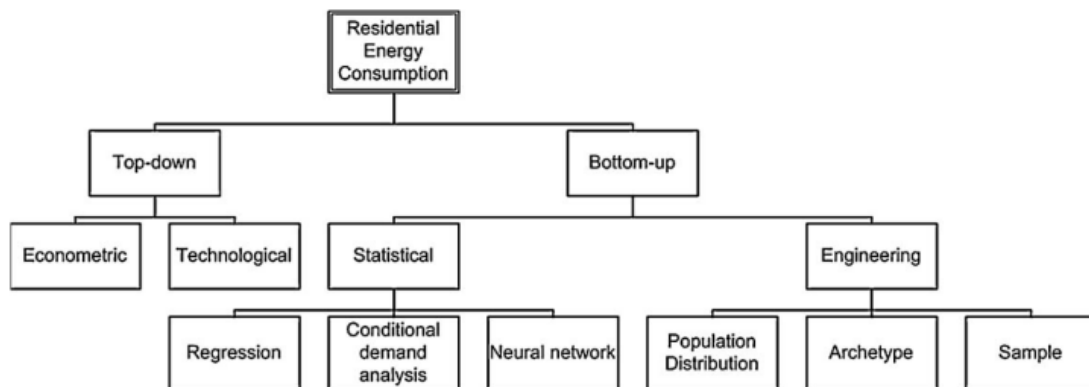 Residential
Energy
Consumption
Top-down
Bottom-up
Econometric
Technological
Statistical
Engineering
Regression
Conditional
demand
analysis
Neural network
Population
Distribution
Archetype
Sample